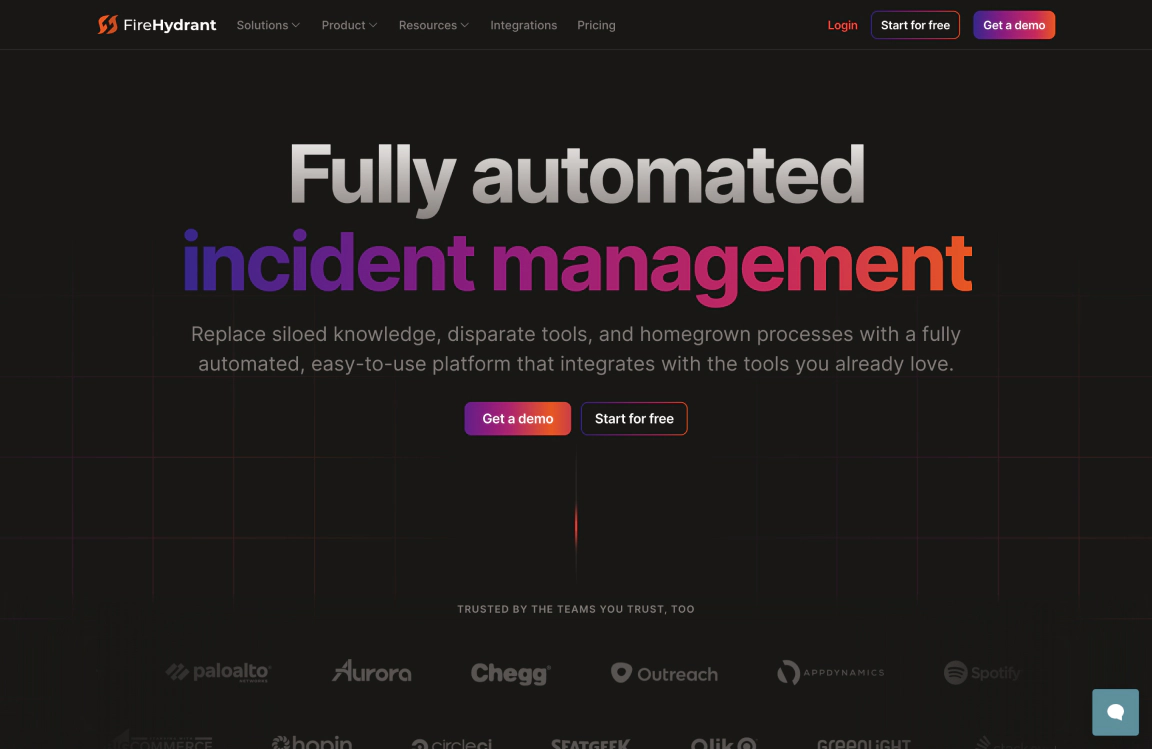 FireHydrant Solutions Product Resources Integrations Pricing Login Start for free Get a demo
Fully automated
incident management
Replace siloed knowledge, disparate tools, and homegrown processes with a fully
automated, easy-to-use platform that integrates with the tools you already love.
Get a demo Start for free
TRUSTED BY THE TEAMS YOU TRUST, TOO
paloalto NETWORKS Aurora Chegg® Outreach APPDYNAMICS Spotify
COMMERCE hopin circleci SEATGEEK Qlik GREENLIGHT